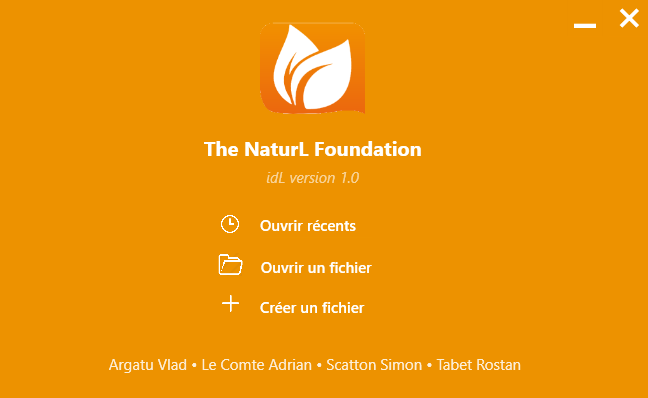 The NaturL Foundation
idL version 1.0
Ouvrir récents
Ouvrir un fichier
Créer un fichier
Argatu Vlad • Le Comte Adrian • Scatton Simon • Tabet Rostan